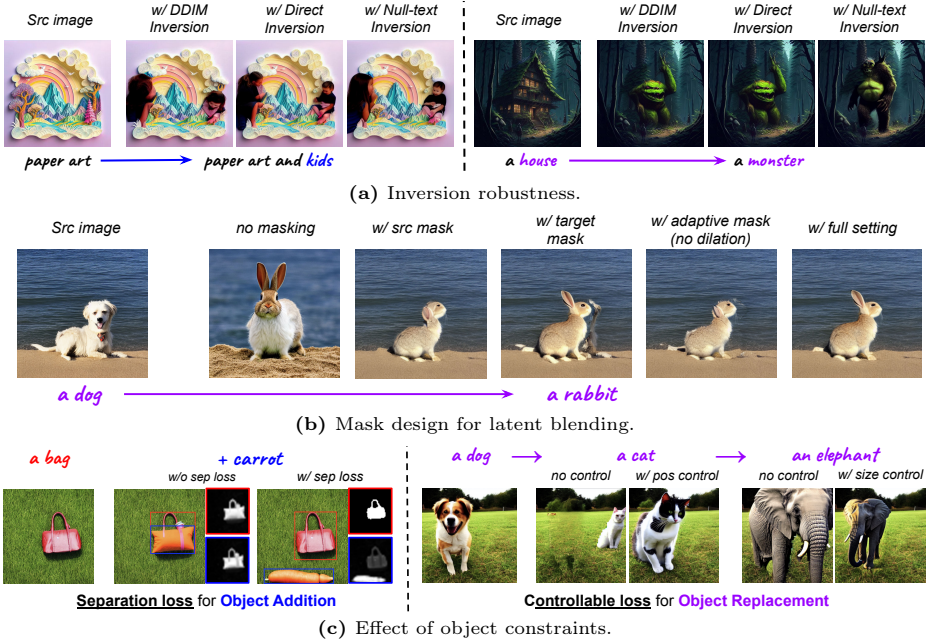 Src image
w/ DDIM Inversion
w/ Direct Inversion
w/ Null-text Inversion
Src image
w/ DDIM Inversion
w/ Direct Inversion
w/ Null-text Inversion
paper art
paper art and kids
a house
a monster
(a) Inversion robustness.
Src image
no masking
w/ src mask
w/ target mask
w/ adaptive mask (no dilation)
w/ full setting
a dog
a rabbit
(b) Mask design for latent blending.
a bag
+ carrot
w/o sep loss
w/ sep loss
a dog
a cat
an elephant
no control
w/ pos control
no control
w/ size control
Separation loss for Object Addition
Controllable loss for Object Replacement
(c) Effect of object constraints.